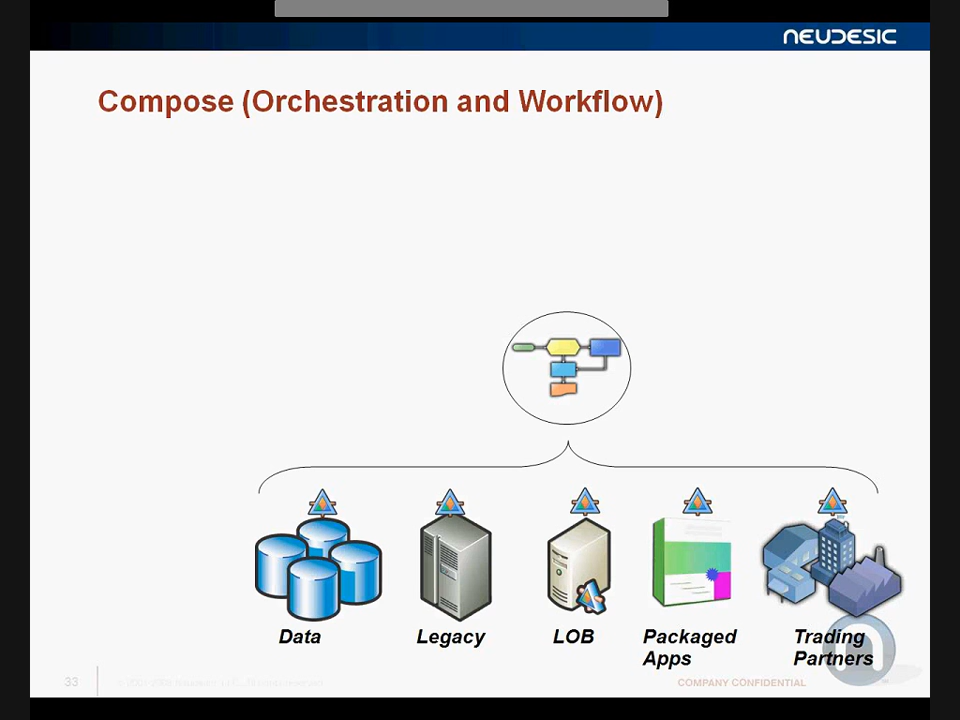 NEUDESIC
Compose (Orchestration and Workflow)
Data
Legacy
LOB
Packaged
Apps
Trading
Partners
33
COMPANY CONFIDENTIAL